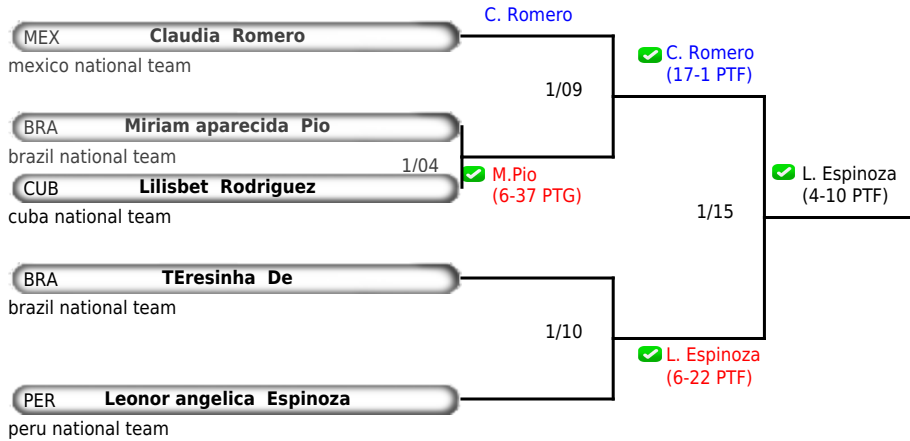 C. Romero
MEX Claudia Romero
mexico national team
C. Romero
(17-1 PTF)
1/09
BRA Miriam aparecida Pio
brazil national team
1/04
M.Pio
(6-37 PTG)
CUB Lilisbet Rodriguez
cuba national team
L. Espinoza
(4-10 PTF)
1/15
BRA TEresinha De
brazil national team
1/10
L. Espinoza
(6-22 PTF)
PER Leonor angelica Espinoza
peru national team